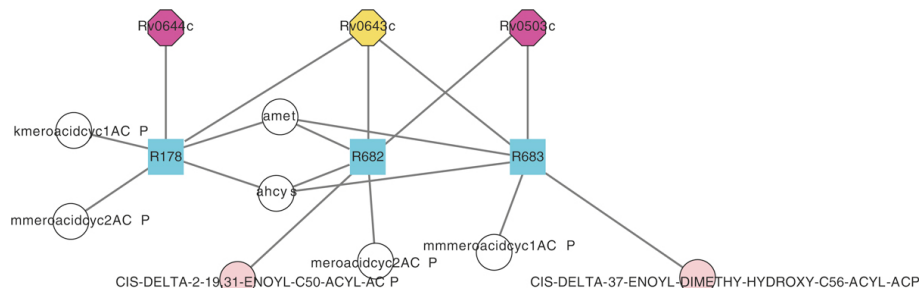 Rv0644c Rv0643c Rv0503c
amet
kmeroacidcyc1AC P
R178 R682 R683
ahcys
mmeroacidcyc2AC P
mmmeroacidcyc1AC P
meroacidcyc2AC P
CIS-DELTA-2-19,31-ENOYL-C50-ACYL-AC P CIS-DELTA-37-ENOYL-DIMETHY-HYDROXY-C56-ACYL-ACP